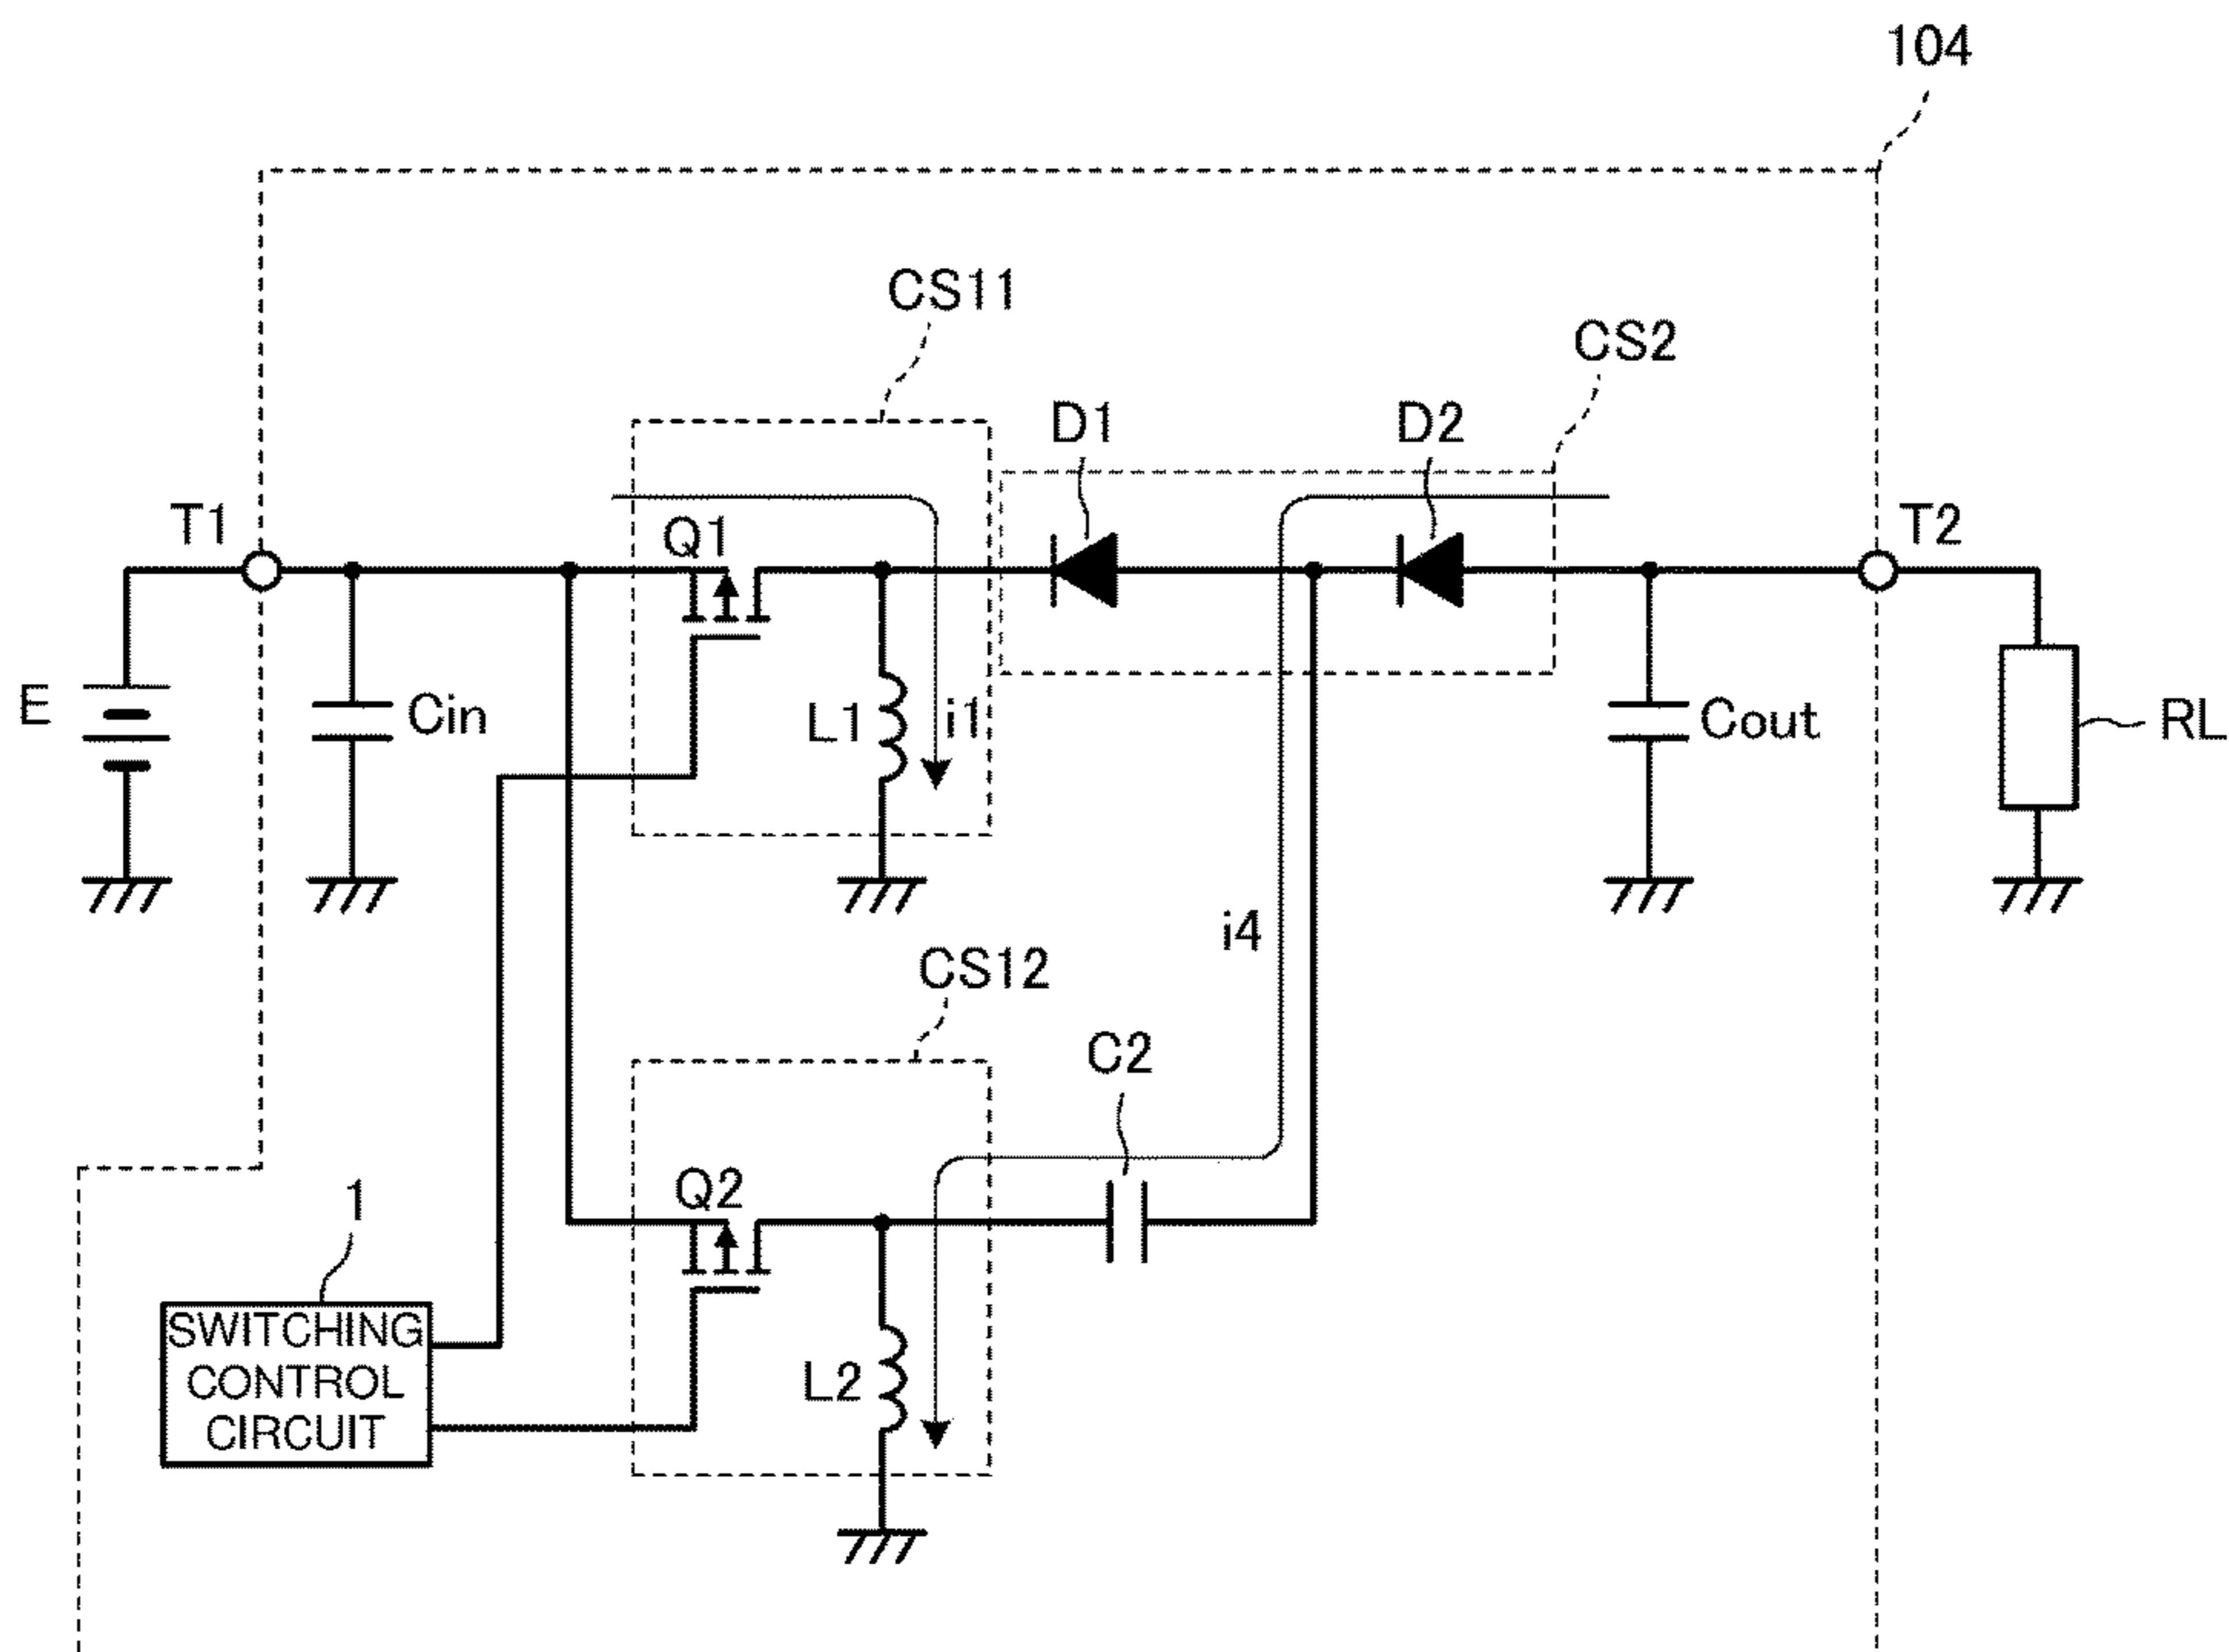 104
CS11
CS2
D1
D2
T1
Q1
T2
E
Cin
L1
i1
Cout
RL
i4
CS12
C2
Q2
1
SWITCHING
CONTROL
CIRCUIT
L2